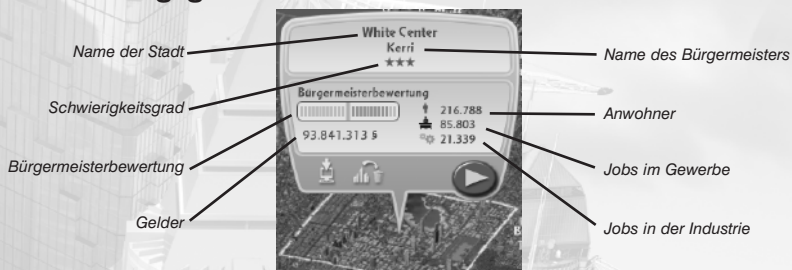 White Center
Kerri
★★★
Bürgermeisterbewertung
216.788
85.803
93.841.313 §
21.339
Name der Stadt
Schwierigkeitsgrad
Bürgermeisterbewertung
Gelder
Name des Bürgermeisters
Anwohner
Jobs im Gewerbe
Jobs in der Industrie